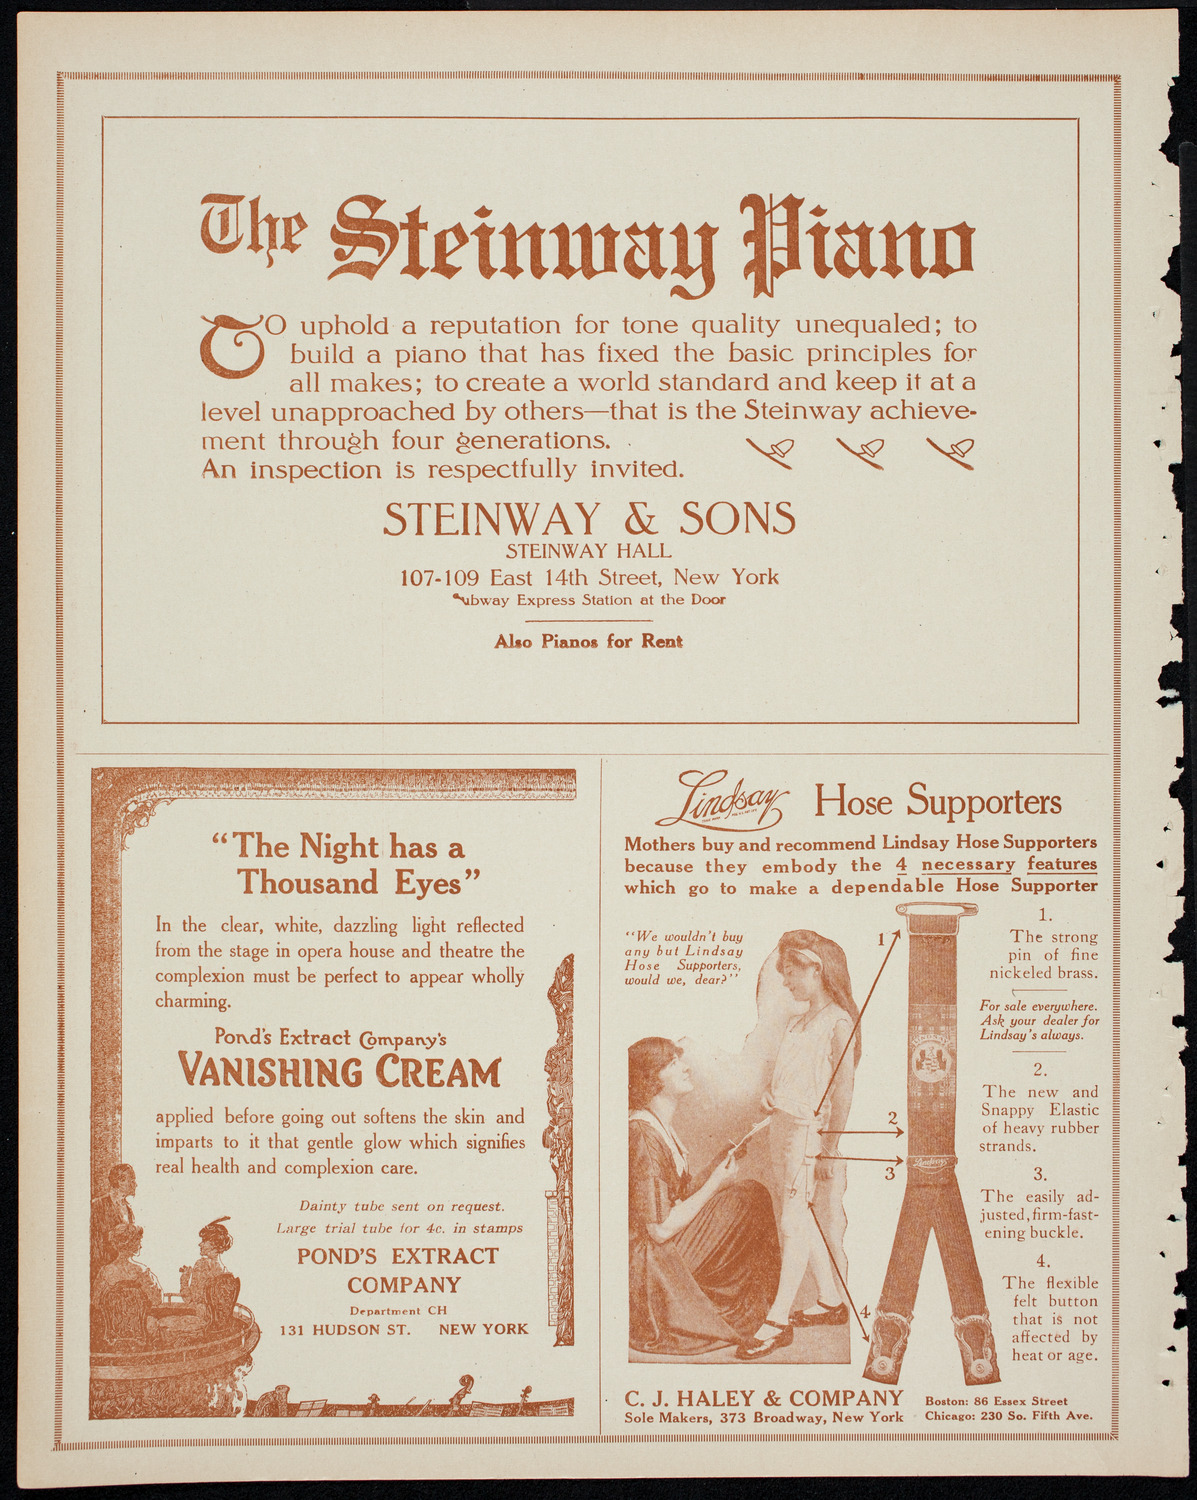 The Steinway Piano
TO uphold a reputation for tone quality unequaled; to
build a piano that has fixed the basic principles for
all makes; to create a world standard and keep it at a
level unapproached by others—that is the Steinway achieve-
ment through four generations.
An inspection is respectfully invited.
STEINWAY & SONS
STEINWAY HALL
107-109 East 14th Street, New York
Subway Express Station at the Door
Also Pianos for Rent
"The Night has a
Thousand Eyes"
In the clear, white, dazzling light reflected
from the stage in opera house and theatre the
complexion must be perfect to appear wholly
charming.
Pond's Extract Company's
VANISHING CREAM
applied before going out softens the skin and
imparts to it that gentle glow which signifies
real health and complexion care.
Dainty tube sent on request.
Large trial tube for 4c. in stamps
POND'S EXTRACT
COMPANY
Department CH
131 HUDSON ST. NEW YORK
Lindsay Hose Supporters
Mothers buy and recommend Lindsay Hose Supporters
because they embody the 4 necessary features
which go to make a dependable Hose Supporter
"We wouldn't buy
any but Lindsay
Hose Supporters,
would we, dear?"
1
2
3
4
Lindsay
1.
The strong
pin of fine
nickeled brass.
For sale everywhere.
Ask your dealer for
Lindsay's always.
2.
The new and
Snappy Elastic
of heavy rubber
strands.
3.
The easily ad-
justed, firm-fast-
ening buckle.
4.
The flexible
felt button
that is not
affected by
heat or age.
C. J. HALEY & COMPANY
Sole Makers, 373 Broadway, New York
Boston: 86 Essex Street
Chicago: 230 So. Fifth Ave.